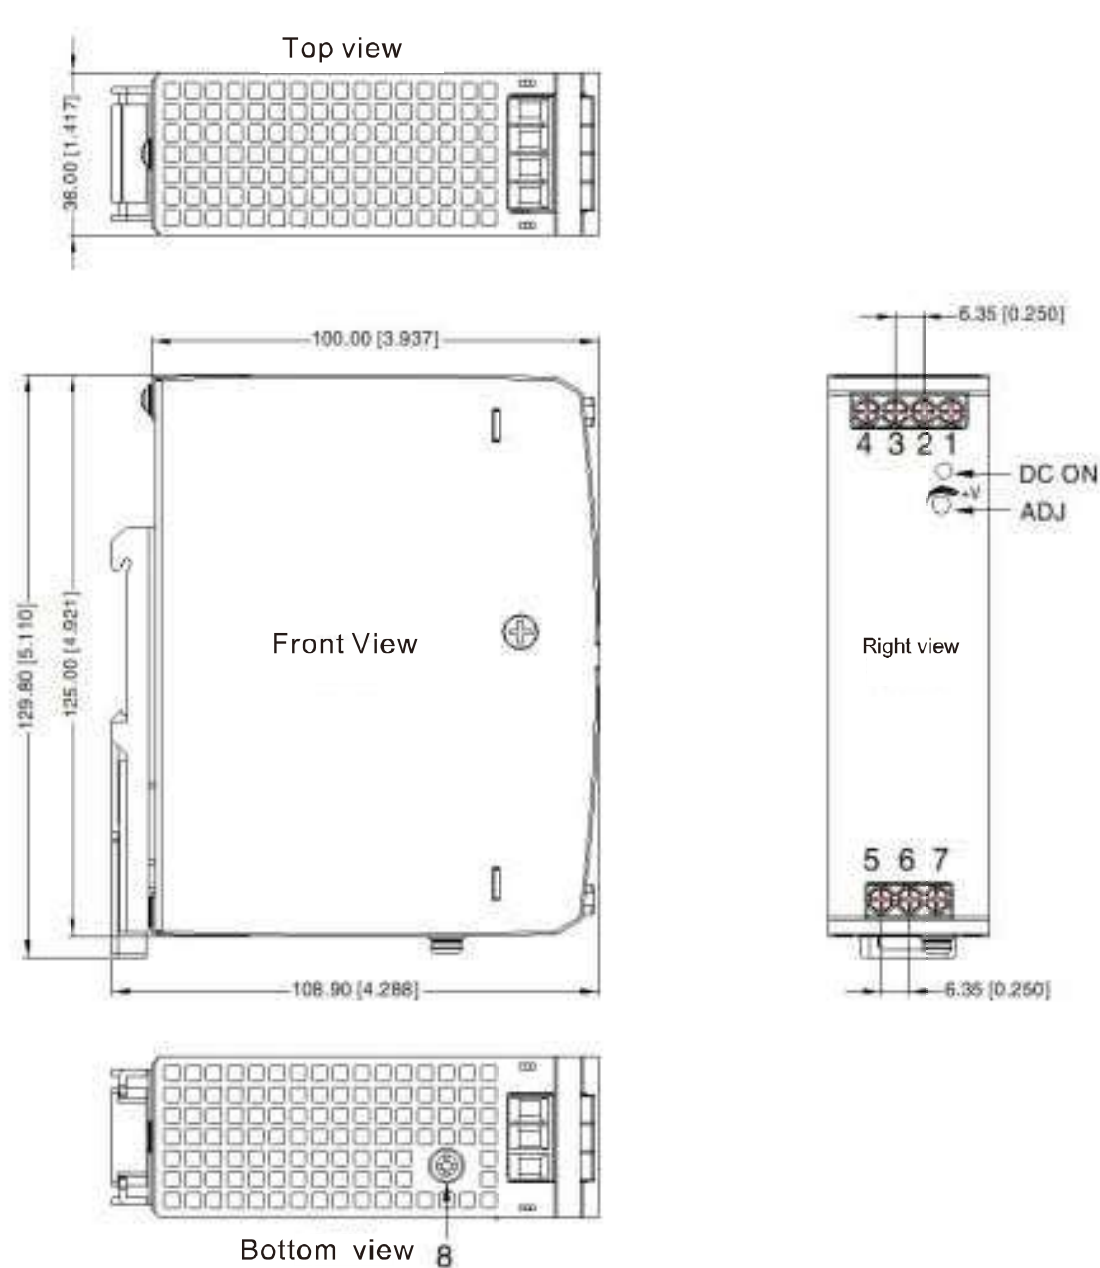 Top view
36.00 [1.417]
100.00 [3.937]
6.35 [0.250]
4 3 2 1
DC ON
+V
ADJ
129.80 [5.110]
125.00 [4.921]
Front View
Right view
5 6 7
108.90 [4.288]
6.35 [0.250]
Bottom view
8